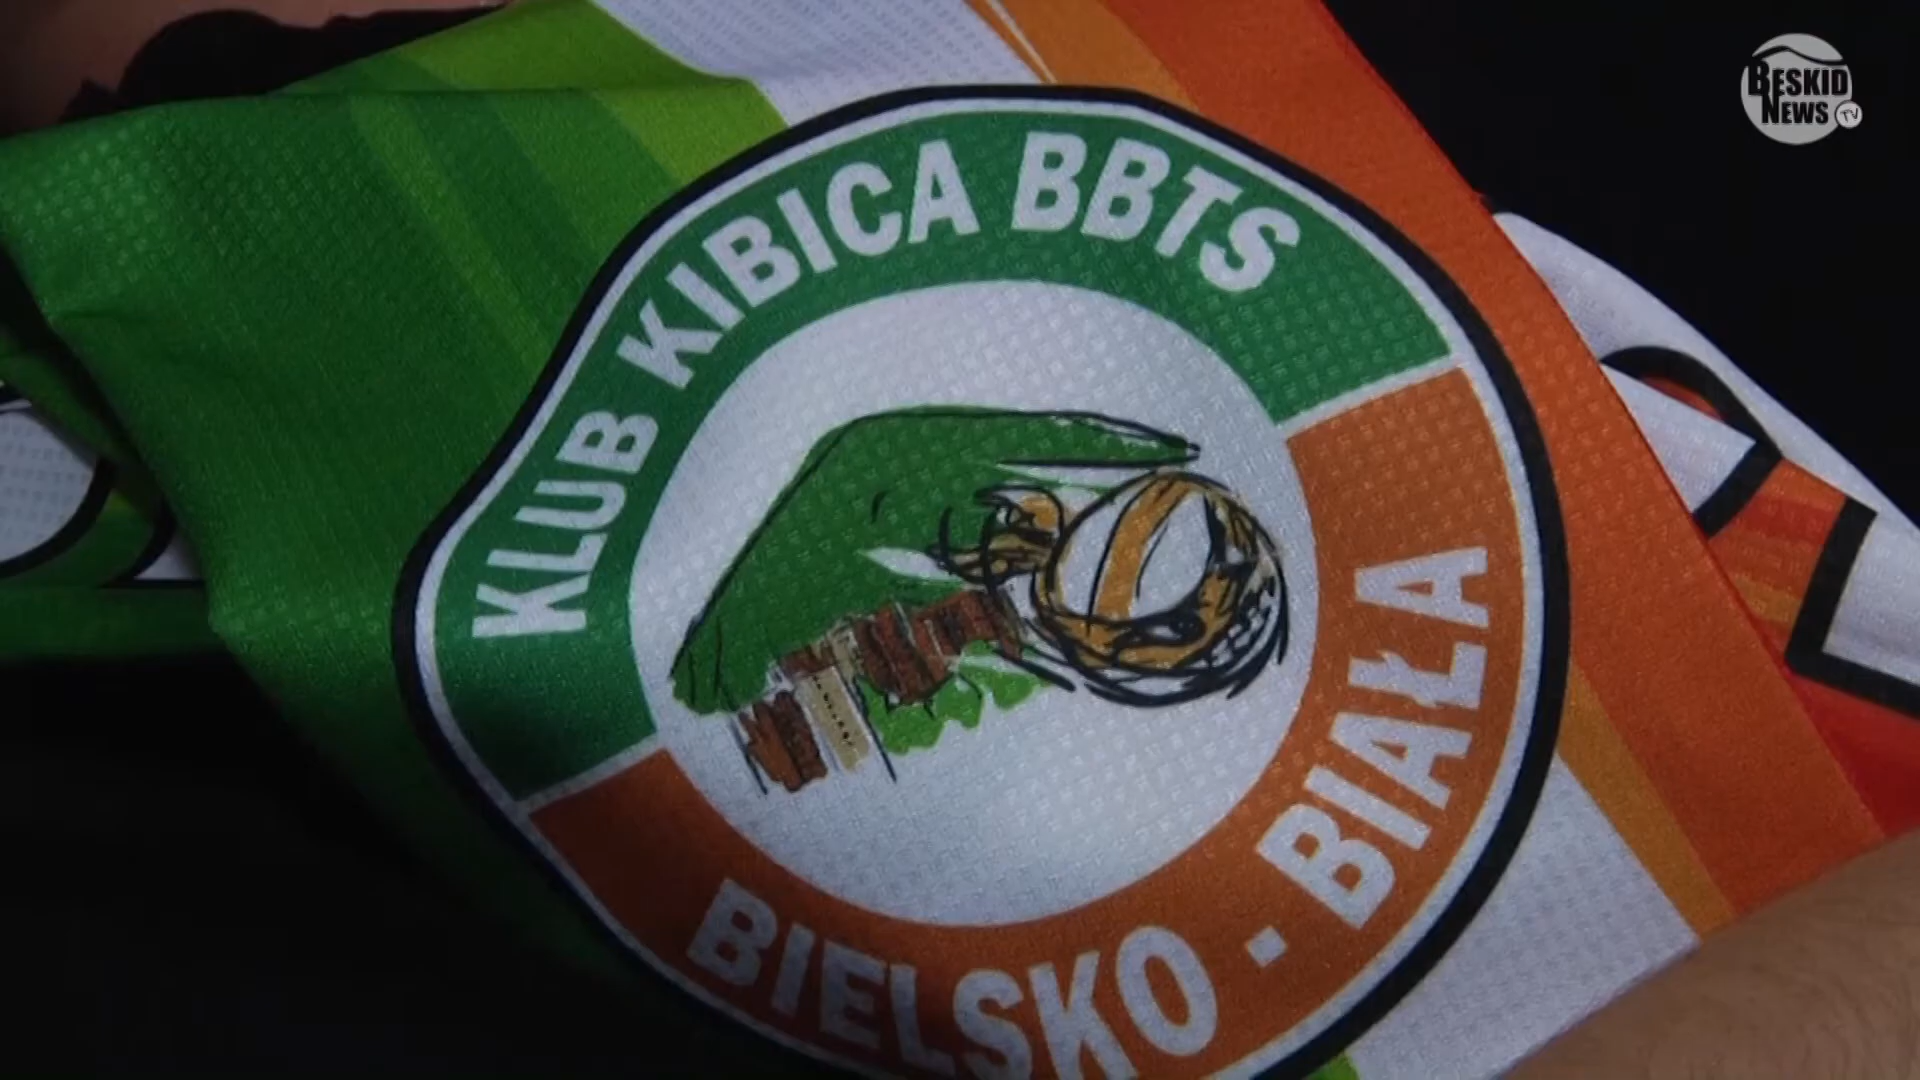 KLUB KIBICA BBTS
BIELSKO - BIAŁA
BESKID
NEWS TV